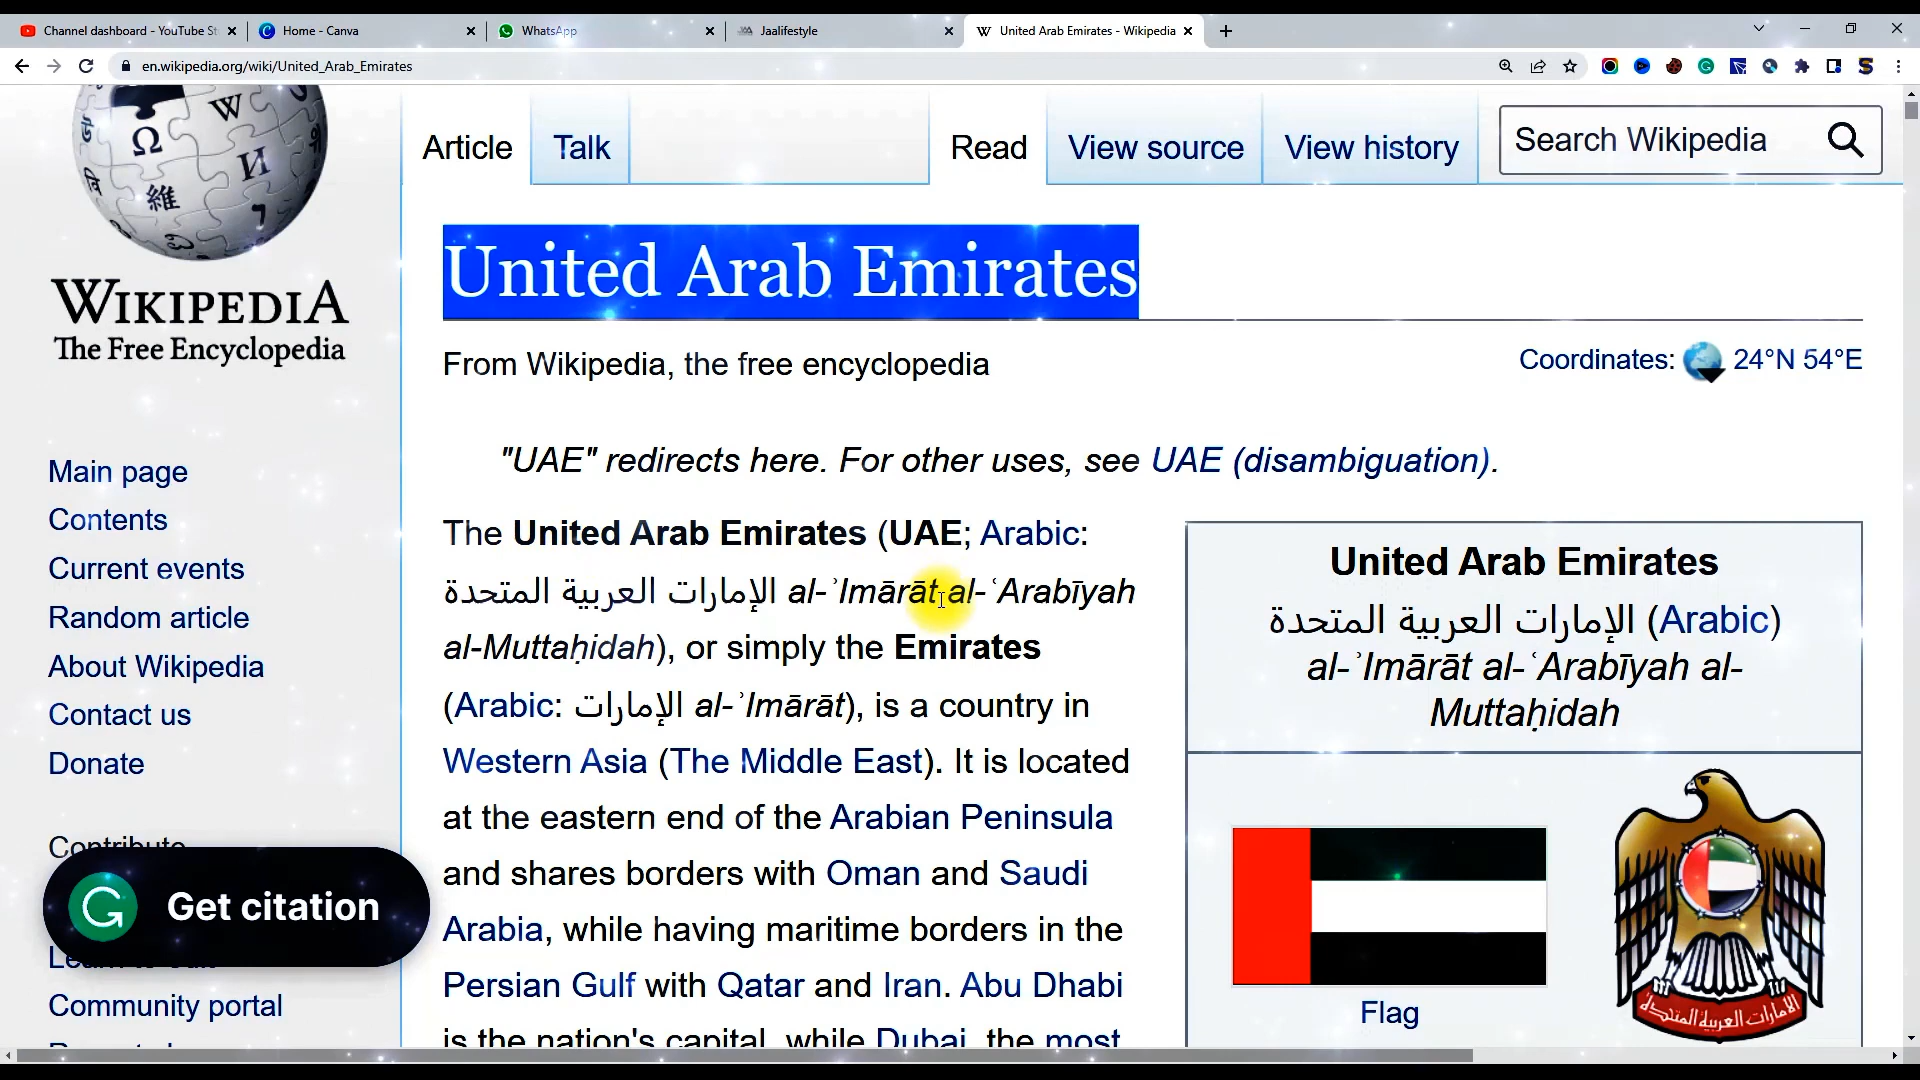 Channel dashboard - YouTube St
Home - Canva
WhatsApp
Jaalifestyle
United Arab Emirates - Wikipedia
en.wikipedia.org/wiki/United_Arab_Emirates
Article
Talk
Read
View source
View history
Search Wikipedia
WIKIPEDIA
The Free Encyclopedia
United Arab Emirates
From Wikipedia, the free encyclopedia
Coordinates: 24°N 54°E
"UAE" redirects here. For other uses, see UAE (disambiguation).
Main page
Contents
Current events
Random article
About Wikipedia
Contact us
Donate
Contribute
Get citation
Community portal
The United Arab Emirates (UAE; Arabic:
الإمارات العربية المتحدة al-ʾImārāt al-ʿArabīyah
al-Muttaḥidah), or simply the Emirates
(Arabic: الإمارات al-ʾImārāt), is a country in
Western Asia (The Middle East). It is located
at the eastern end of the Arabian Peninsula
and shares borders with Oman and Saudi
Arabia, while having maritime borders in the
Persian Gulf with Qatar and Iran. Abu Dhabi
is the nation's capital, while Dubai, the most
United Arab Emirates
الإمارات العربية المتحدة (Arabic)
al-ʾImārāt al-ʿArabīyah al-
Muttaḥidah
Flag
الإمارات العربية المتحدة